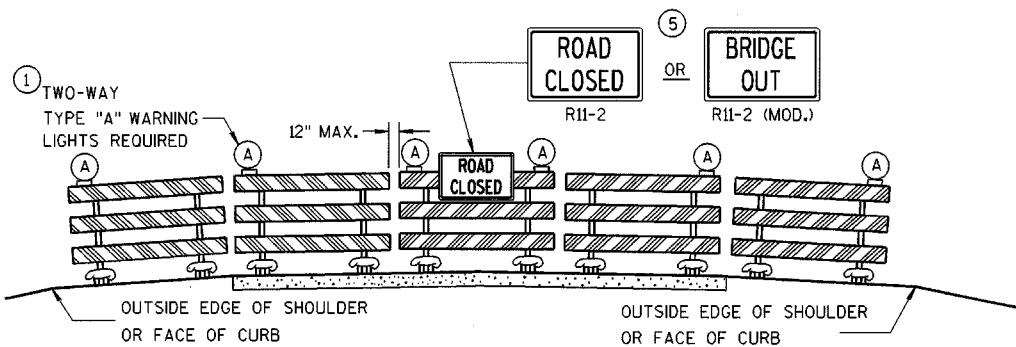 5
ROAD
CLOSED
R11-2
OR
BRIDGE
OUT
R11-2 (MOD.)
1
TWO-WAY
TYPE "A" WARNING
LIGHTS REQUIRED
12" MAX.
A
A
A
A
A
A
ROAD
CLOSED
OUTSIDE EDGE OF SHOULDER
OR FACE OF CURB
OUTSIDE EDGE OF SHOULDER
OR FACE OF CURB